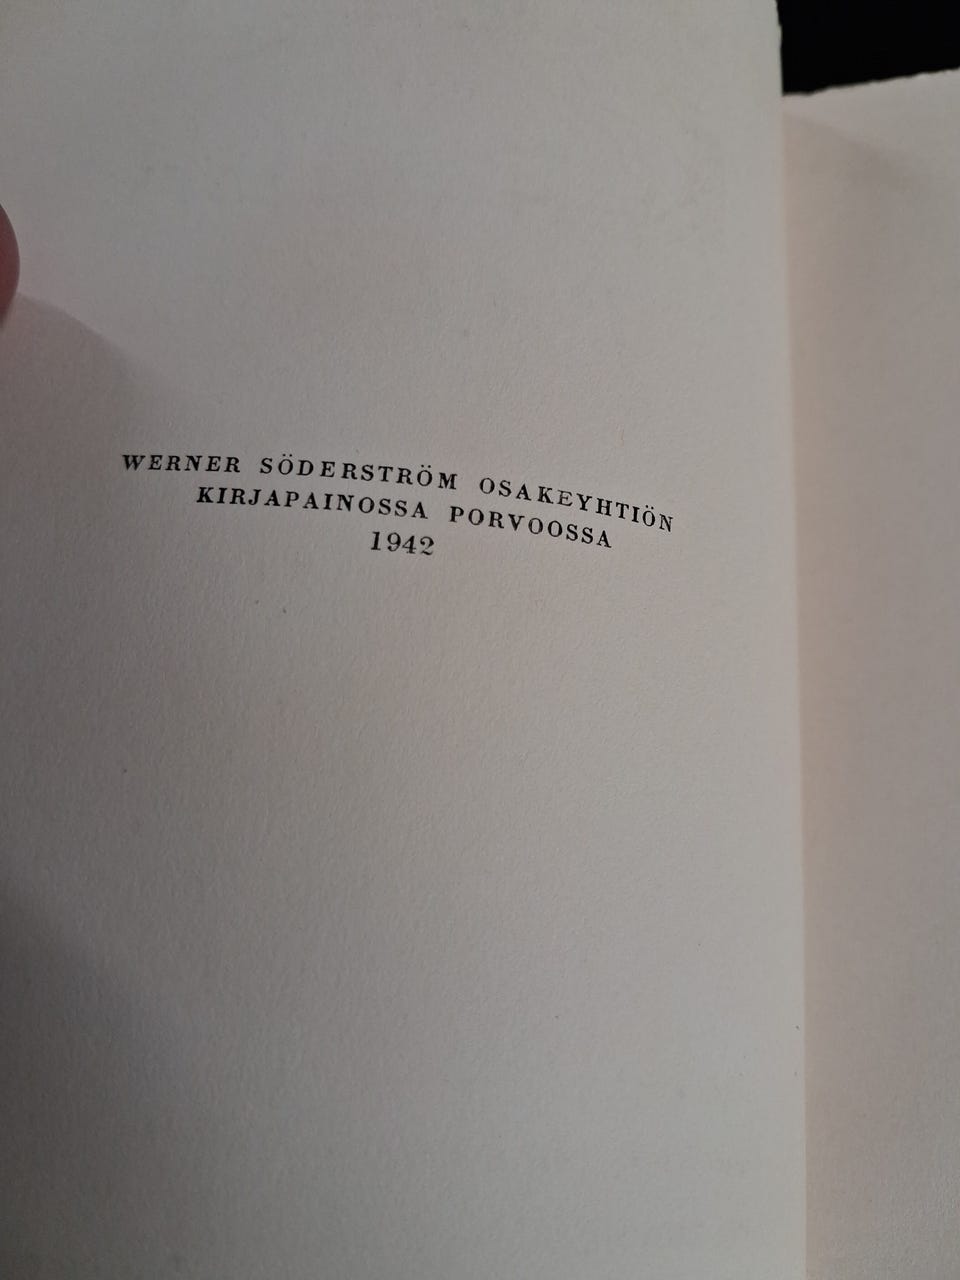 WERNER SÖDERSTRÖM OSAKEYHTIÖN
KIRJAPAINOSSA PORVOOSSA
1942